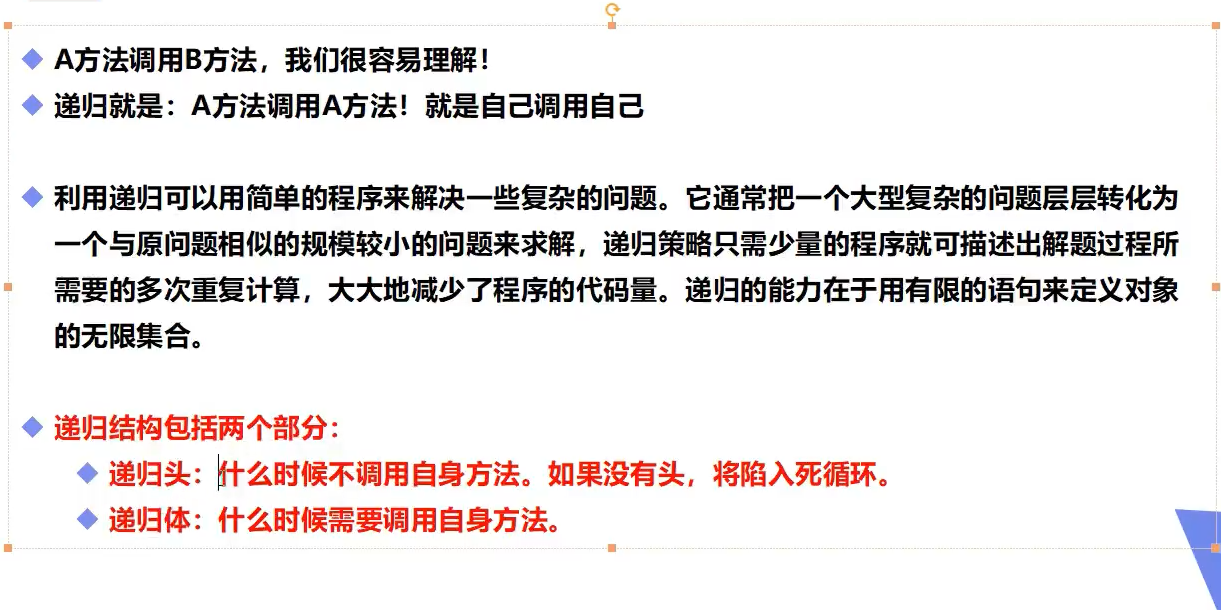 A方法调用B方法，我们很容易理解！
递归就是：A方法调用A方法！就是自己调用自己
利用递归可以用简单的程序来解决一些复杂的问题。它通常把一个大型复杂的问题层层转化为
一个与原问题相似的规模较小的问题来求解，递归策略只需少量的程序就可描述出解题过程所
需要的多次重复计算，大大地减少了程序的代码量。递归的能力在于用有限的语句来定义对象
的无限集合。
递归结构包括两个部分：
递归头：什么时候不调用自身方法。如果没有头，将陷入死循环。
递归体：什么时候需要调用自身方法。